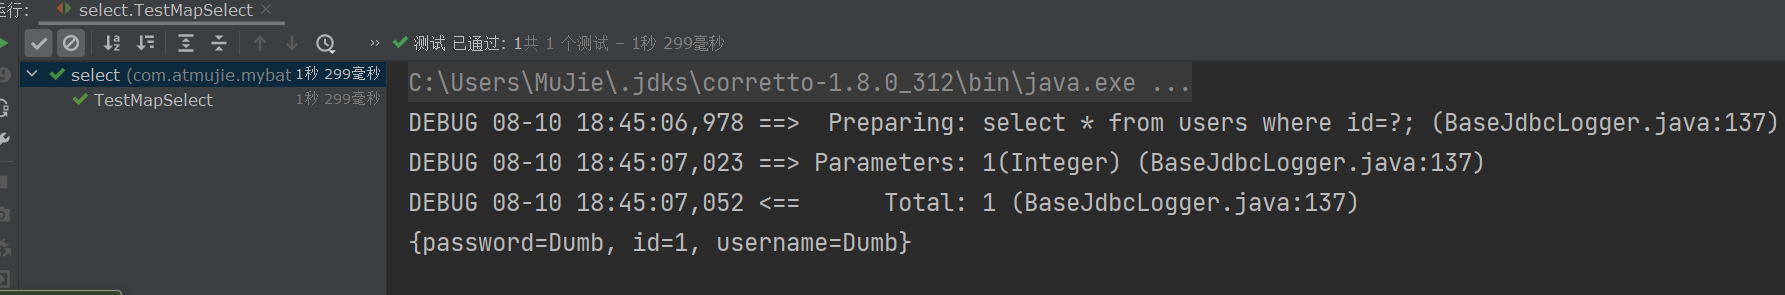 运行: select.TestMapSelect
测试 已通过: 1共 1 个测试 – 1秒 299毫秒
select (com.atmujie.mybat 1秒 299毫秒
TestMapSelect 1秒 299毫秒
C:\Users\MuJie\.jdks\corretto-1.8.0_312\bin\java.exe ...
DEBUG 08-10 18:45:06,978 ==>  Preparing: select * from users where id=?; (BaseJdbcLogger.java:137)
DEBUG 08-10 18:45:07,023 ==> Parameters: 1(Integer) (BaseJdbcLogger.java:137)
DEBUG 08-10 18:45:07,052 <==      Total: 1 (BaseJdbcLogger.java:137)
{password=Dumb, id=1, username=Dumb}